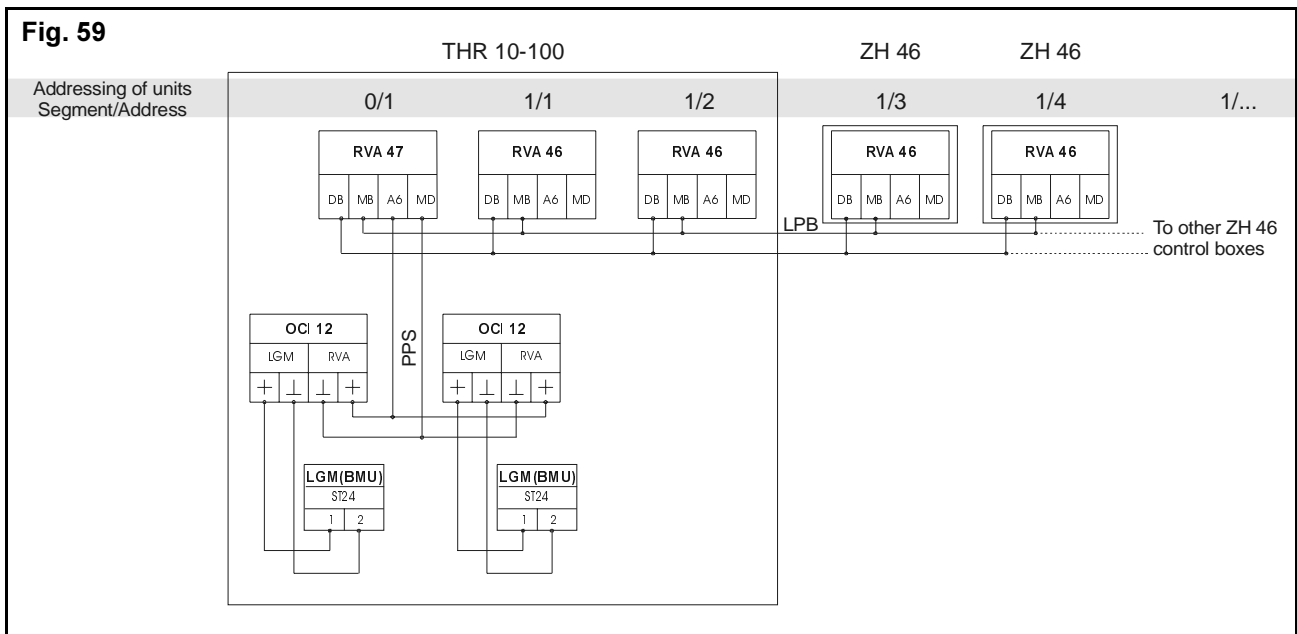 Fig. 59
THR 10-100 ZH 46 ZH 46
Addressing of units
Segment/Address
0/1 1/1 1/2 1/3 1/4 1/...
RVA 47 RVA 46 RVA 46 RVA 46 RVA 46
DB MB A6 MD DB MB A6 MD DB MB A6 MD DB MB A6 MD DB MB A6 MD
LPB
To other ZH 46
control boxes
PPS
OCI 12 OCI 12
LGM RVA LGM RVA
+ ⊥ ⊥ + + ⊥ ⊥ +
LGM(BMU) LGM(BMU)
ST24 ST24
1 2 1 2